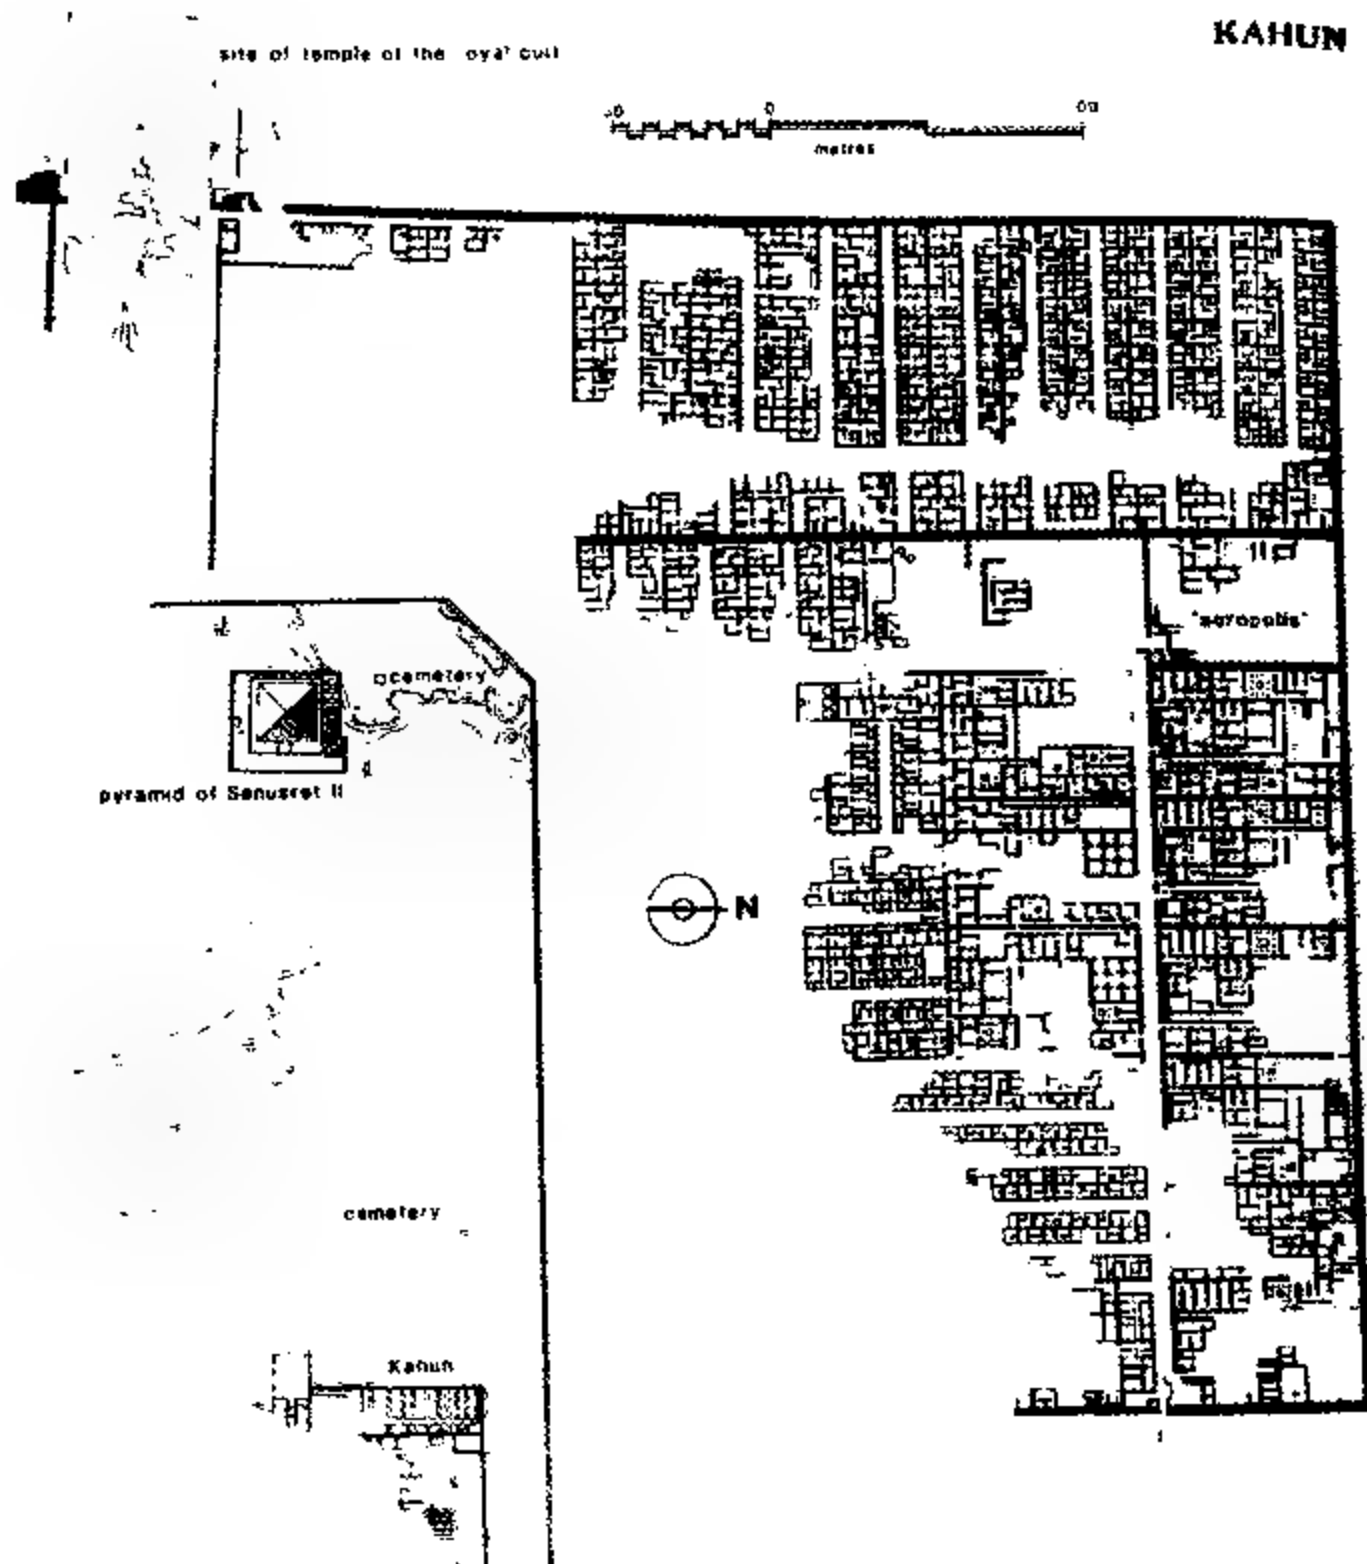 KAHUN
site of temple of the
0
metres
"acropolis"
cemetery
pyramid of Senusret II
N
cemetery
Kahun